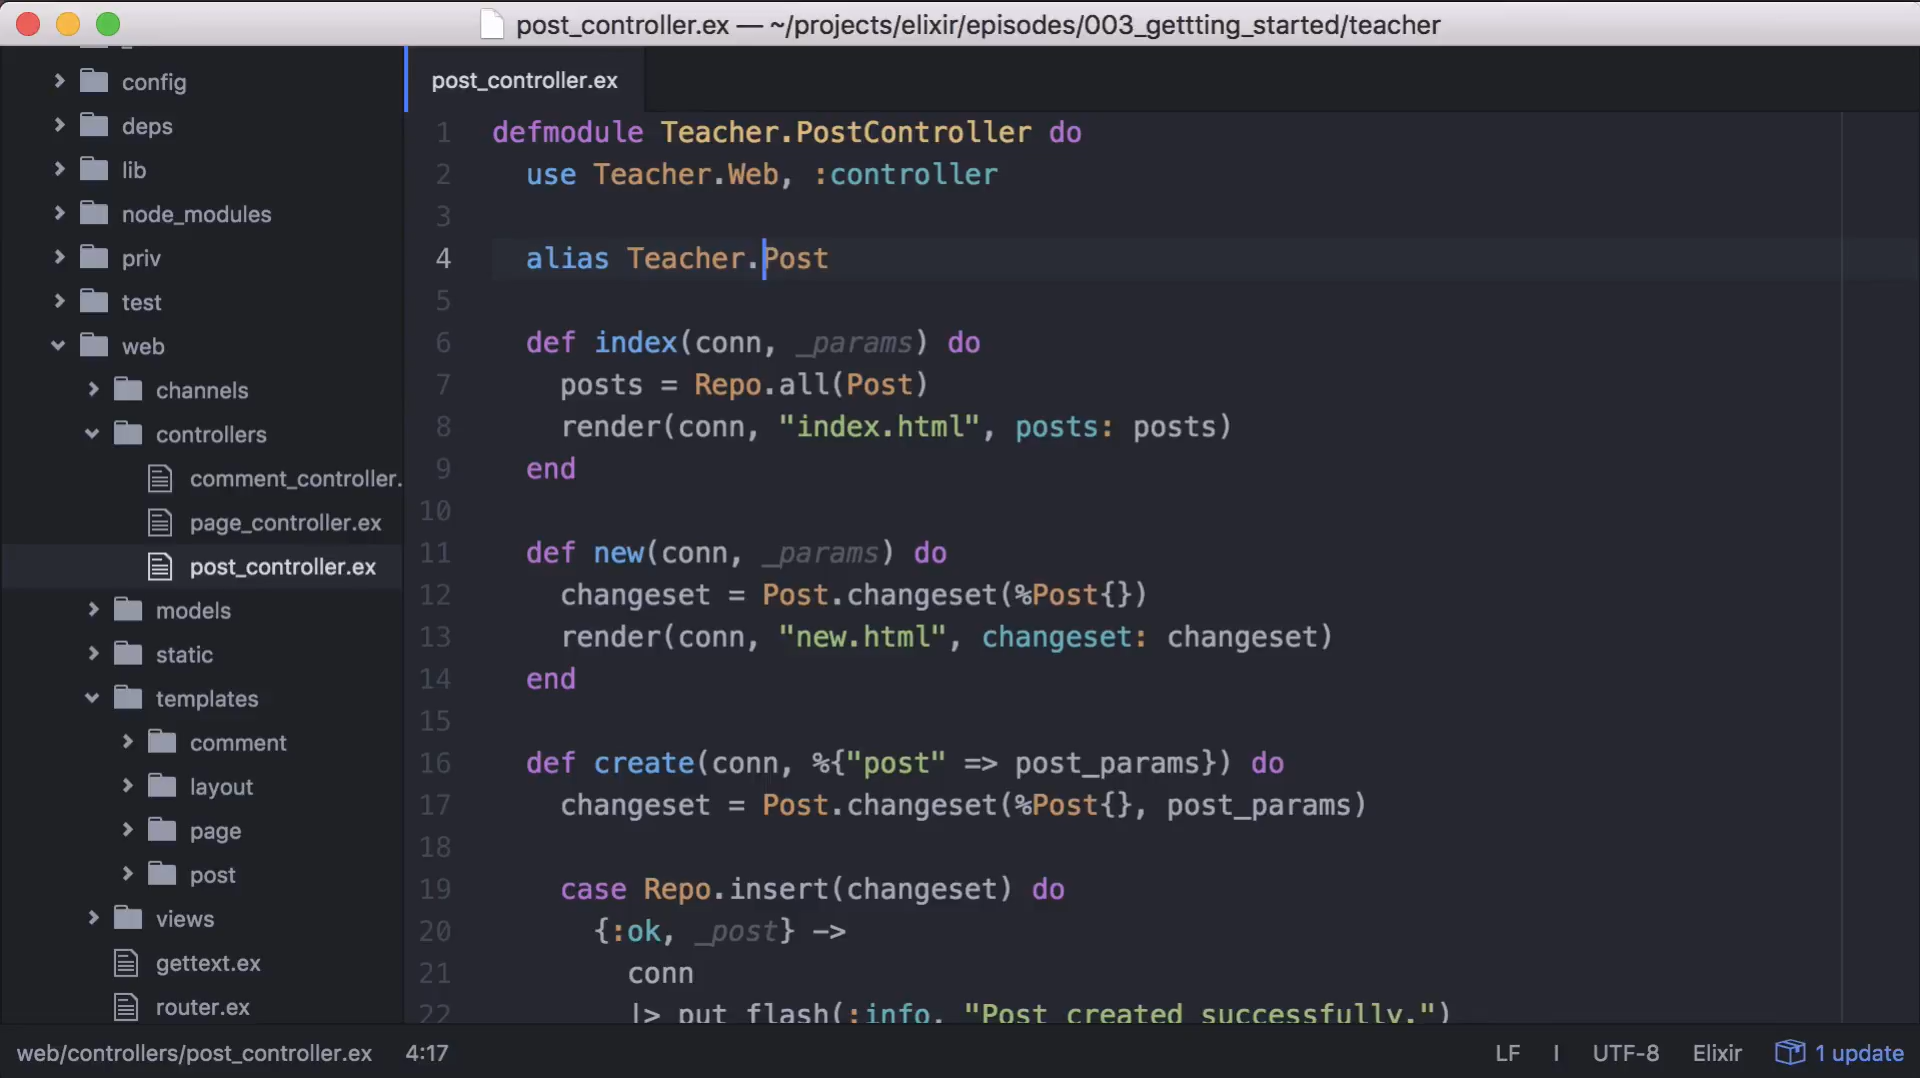 post_controller.ex — ~/projects/elixir/episodes/003_gettting_started/teacher
config
deps
lib
node_modules
priv
test
web
channels
controllers
comment_controller.
page_controller.ex
post_controller.ex
models
static
templates
comment
layout
page
post
views
gettext.ex
router.ex
post_controller.ex
1 defmodule Teacher.PostController do
2 use Teacher.Web, :controller
3
4 alias Teacher.Post
5
6 def index(conn, _params) do
7 posts = Repo.all(Post)
8 render(conn, "index.html", posts: posts)
9 end
10
11 def new(conn, _params) do
12 changeset = Post.changeset(%Post{})
13 render(conn, "new.html", changeset: changeset)
14 end
15
16 def create(conn, %{"post" => post_params}) do
17 changeset = Post.changeset(%Post{}, post_params)
18
19 case Repo.insert(changeset) do
20 {:ok, _post} ->
21 conn
22 |> put_flash(:info, "Post created successfully.")
web/controllers/post_controller.ex 4:17 LF I UTF-8 Elixir 1 update